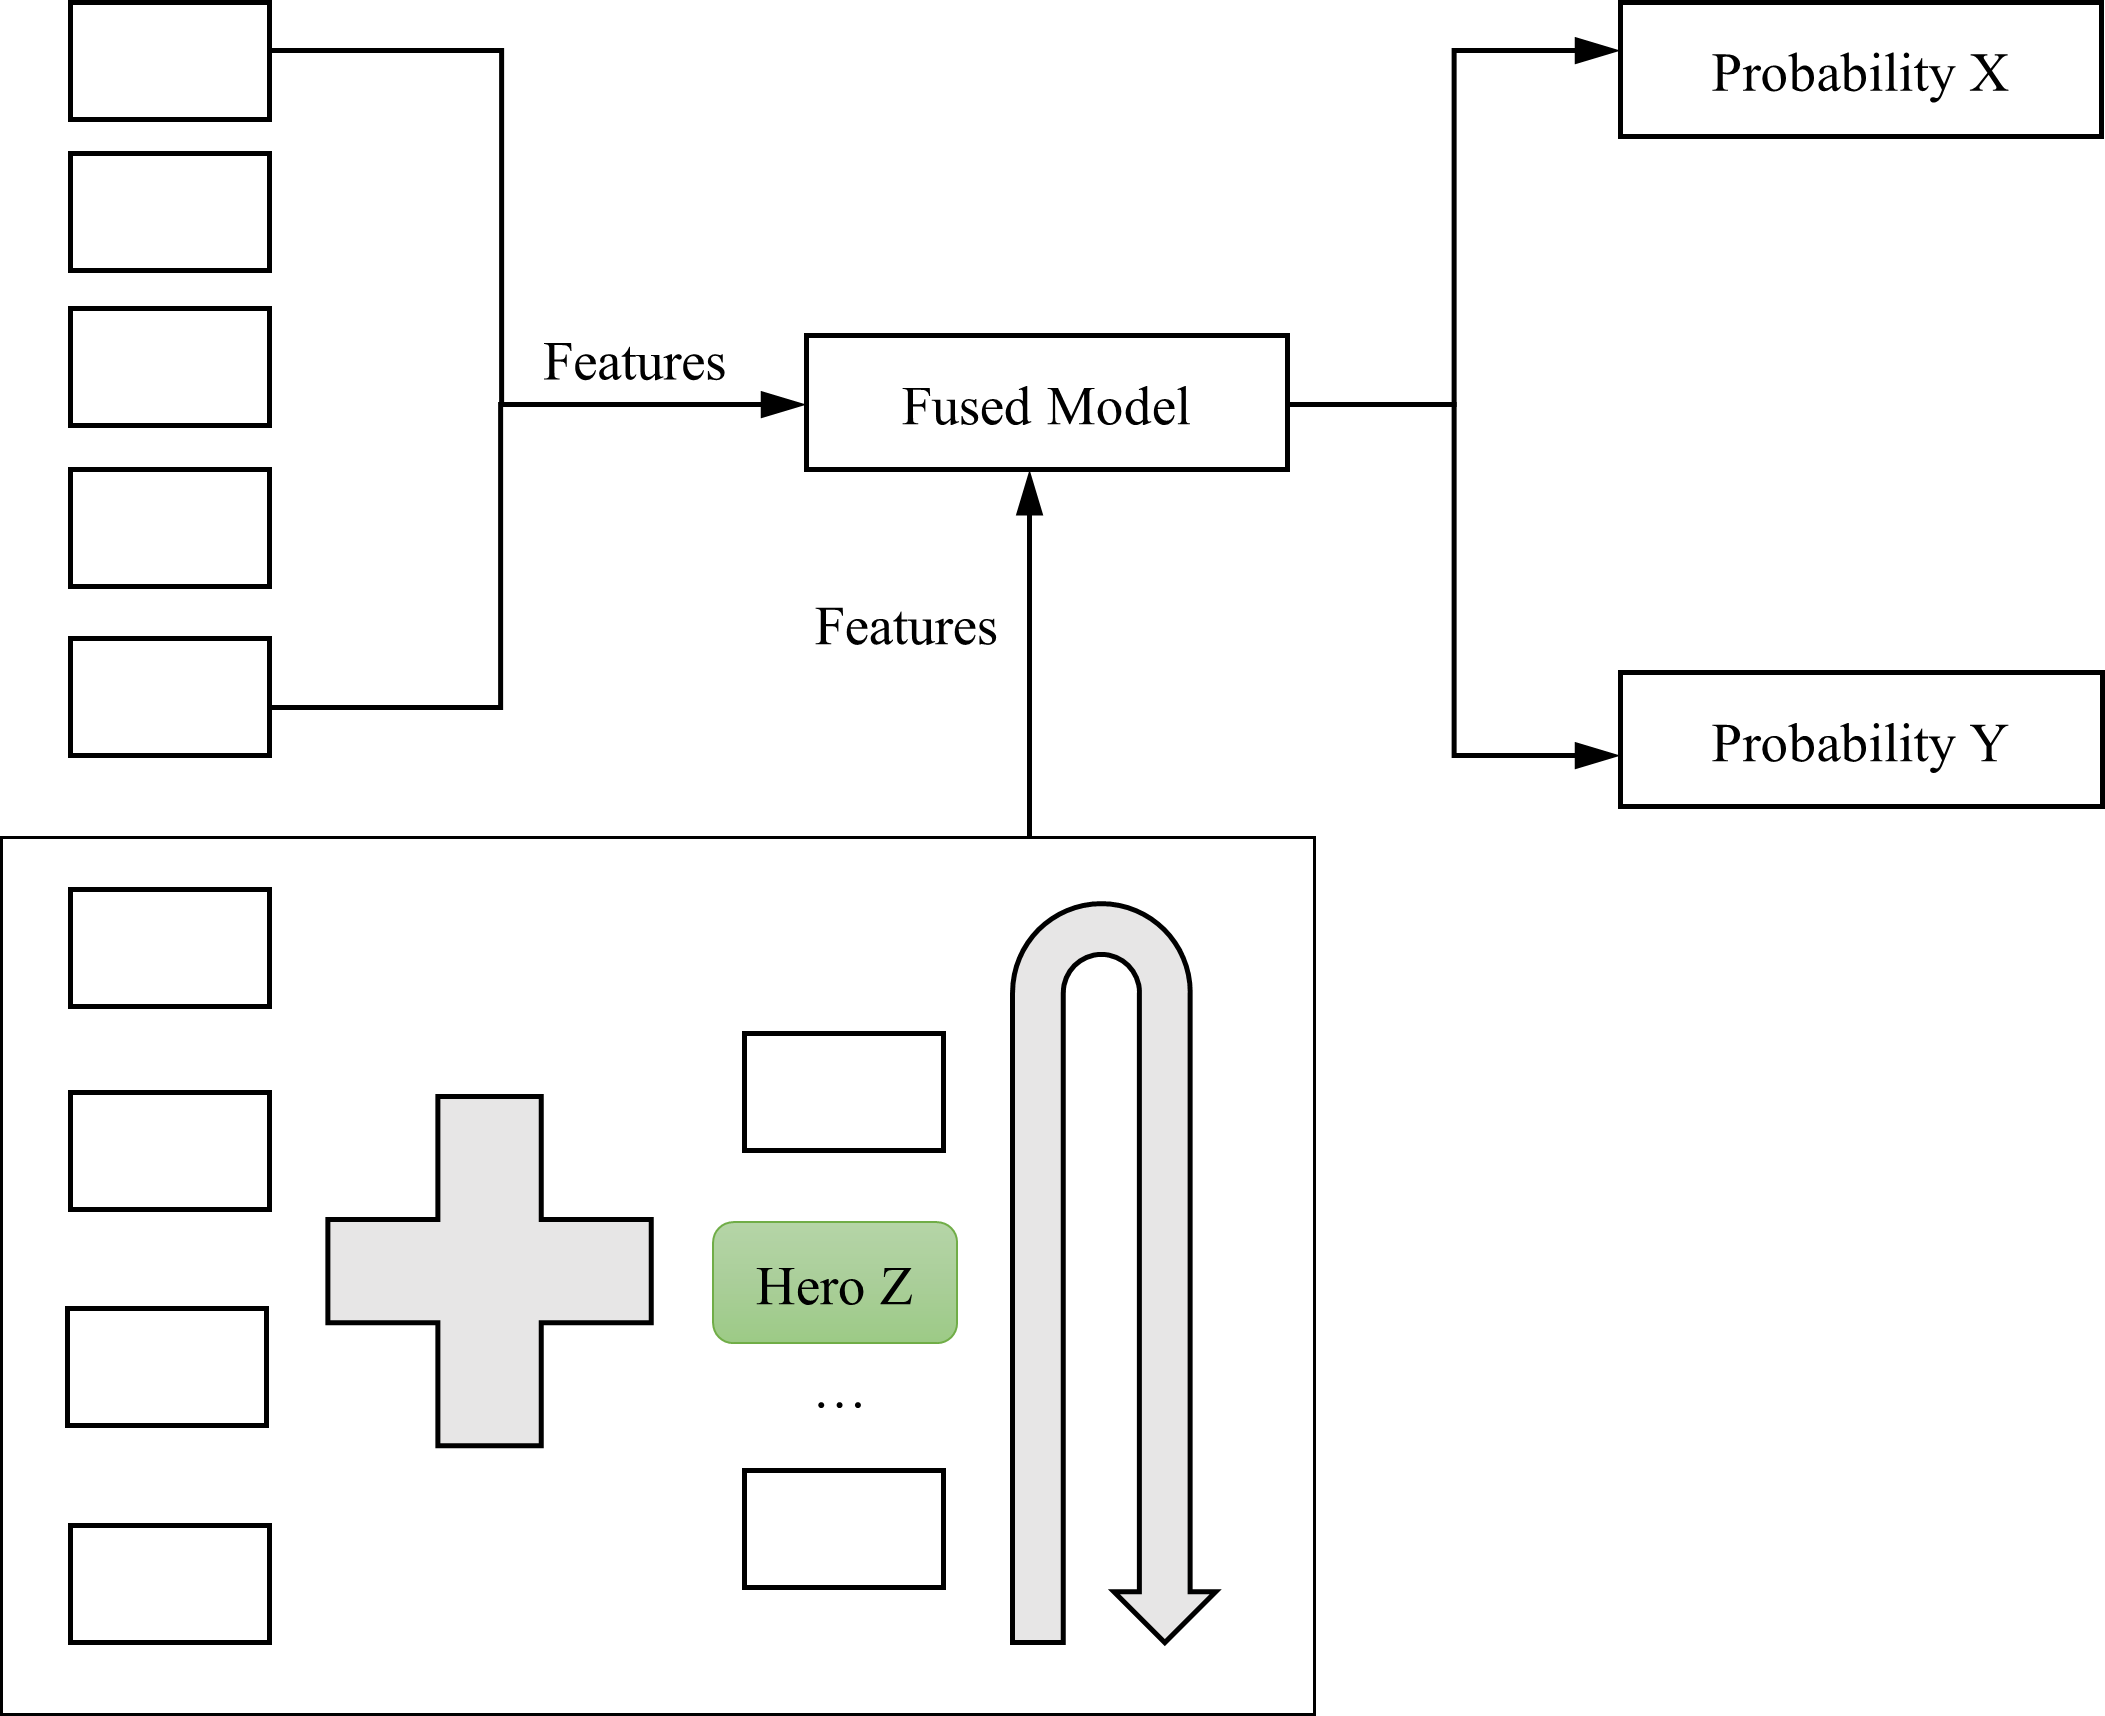 Probability X
Features
Fused Model
Features
Probability Y
Hero Z
…